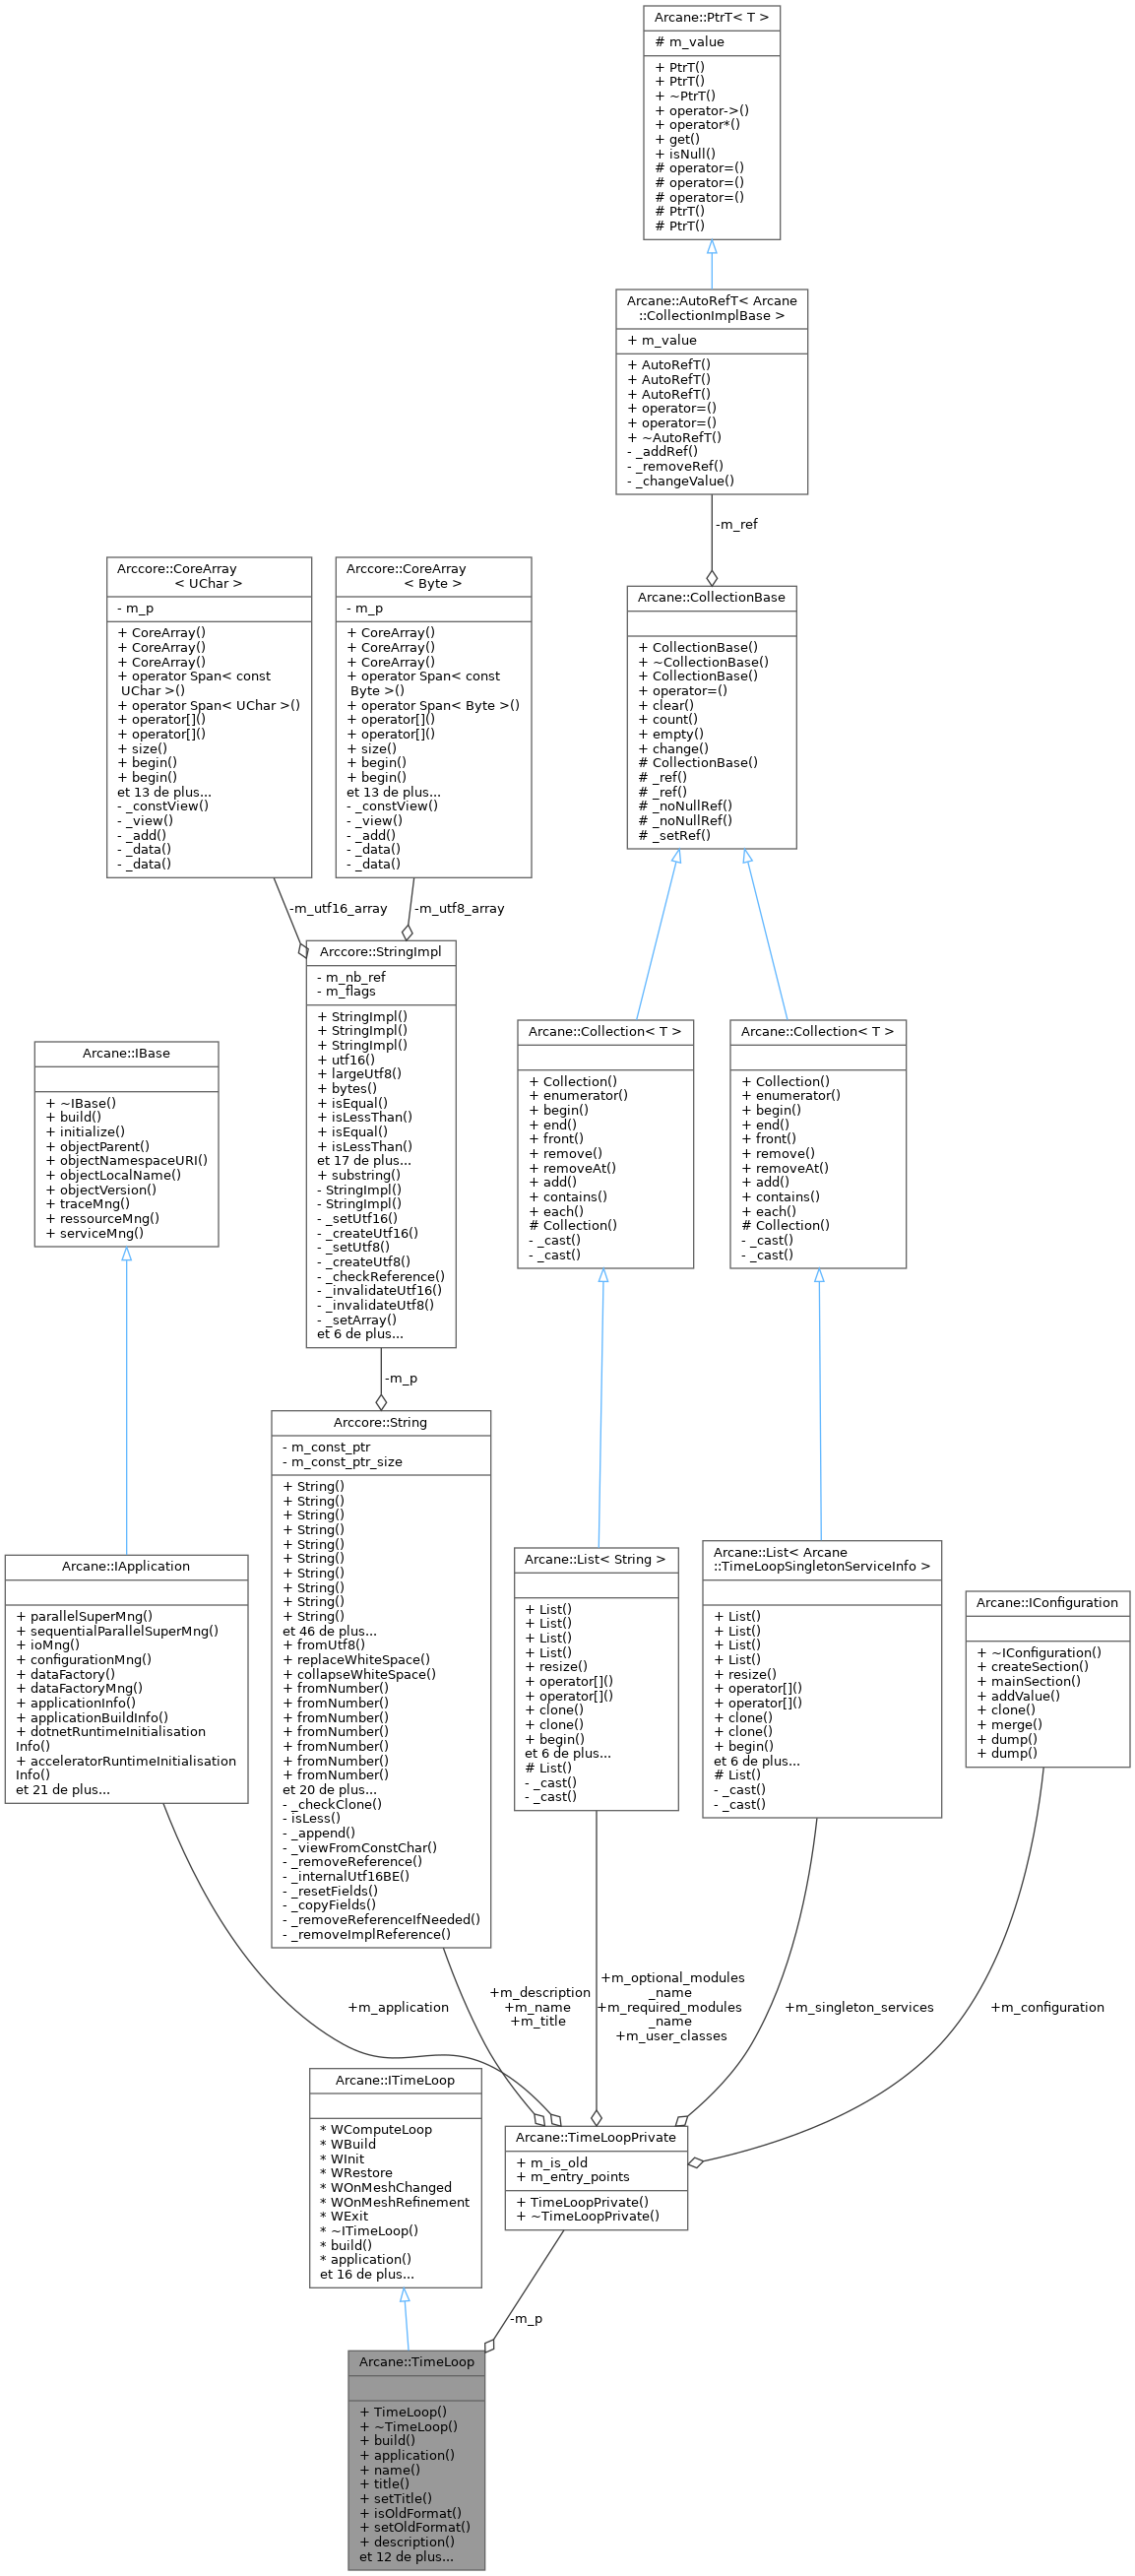 Arcane::PtrT< T >
# m_value
+ PtrT()
+ PtrT()
+ ~PtrT()
+ operator->()
+ operator*()
+ get()
+ isNull()
# operator=()
# operator=()
# operator=()
# PtrT()
# PtrT()
Arcane::AutoRefT< Arcane
::CollectionImplBase >
+ m_value
+ AutoRefT()
+ AutoRefT()
+ AutoRefT()
+ operator=()
+ operator=()
+ ~AutoRefT()
- _addRef()
- _removeRef()
- _changeValue()
-m_ref
Arccore::CoreArray
< UChar >
- m_p
+ CoreArray()
+ CoreArray()
+ CoreArray()
+ operator Span< const
UChar >()
+ operator Span< UChar >()
+ operator[]()
+ operator[]()
+ size()
+ begin()
+ begin()
et 13 de plus...
- _constView()
- _view()
- _add()
- _data()
- _data()
Arccore::CoreArray
< Byte >
- m_p
+ CoreArray()
+ CoreArray()
+ CoreArray()
+ operator Span< const
Byte >()
+ operator Span< Byte >()
+ operator[]()
+ operator[]()
+ size()
+ begin()
+ begin()
et 13 de plus...
- _constView()
- _view()
- _add()
- _data()
- _data()
Arcane::CollectionBase
+ CollectionBase()
+ ~CollectionBase()
+ CollectionBase()
+ operator=()
+ clear()
+ count()
+ empty()
+ change()
# CollectionBase()
# _ref()
# _ref()
# _noNullRef()
# _noNullRef()
# _setRef()
-m_utf16_array
-m_utf8_array
Arccore::StringImpl
- m_nb_ref
- m_flags
+ StringImpl()
+ StringImpl()
+ StringImpl()
+ utf16()
+ largeUtf8()
+ bytes()
+ isEqual()
+ isLessThan()
+ isEqual()
+ isLessThan()
et 17 de plus...
+ substring()
- StringImpl()
- StringImpl()
- _setUtf16()
- _createUtf16()
- _setUtf8()
- _createUtf8()
- _checkReference()
- _invalidateUtf16()
- _invalidateUtf8()
- _setArray()
et 6 de plus...
Arcane::Collection< T >
+ Collection()
+ enumerator()
+ begin()
+ end()
+ front()
+ remove()
+ removeAt()
+ add()
+ contains()
+ each()
# Collection()
- _cast()
- _cast()
Arcane::Collection< T >
+ Collection()
+ enumerator()
+ begin()
+ end()
+ front()
+ remove()
+ removeAt()
+ add()
+ contains()
+ each()
# Collection()
- _cast()
- _cast()
Arcane::IBase
+ ~IBase()
+ build()
+ initialize()
+ objectParent()
+ objectNamespaceURI()
+ objectLocalName()
+ objectVersion()
+ traceMng()
+ ressourceMng()
+ serviceMng()
-m_p
Arccore::String
- m_const_ptr
- m_const_ptr_size
+ String()
+ String()
+ String()
+ String()
+ String()
+ String()
+ String()
+ String()
+ String()
+ String()
et 46 de plus...
+ fromUtf8()
+ replaceWhiteSpace()
+ collapseWhiteSpace()
+ fromNumber()
+ fromNumber()
+ fromNumber()
+ fromNumber()
+ fromNumber()
+ fromNumber()
+ fromNumber()
et 20 de plus...
- _checkClone()
- isLess()
- _append()
- _viewFromConstChar()
- _removeReference()
- _internalUtf16BE()
- _resetFields()
- _copyFields()
- _removeReferenceIfNeeded()
- _removeImplReference()
Arcane::IApplication
+ parallelSuperMng()
+ sequentialParallelSuperMng()
+ ioMng()
+ configurationMng()
+ dataFactory()
+ dataFactoryMng()
+ applicationInfo()
+ applicationBuildInfo()
+ dotnetRuntimeInitialisation
Info()
+ acceleratorRuntimeInitialisation
Info()
et 21 de plus...
Arcane::List< String >
+ List()
+ List()
+ List()
+ List()
+ resize()
+ operator[]()
+ operator[]()
+ clone()
+ clone()
+ begin()
et 6 de plus...
# List()
- _cast()
- _cast()
Arcane::List< Arcane
::TimeLoopSingletonServiceInfo >
+ List()
+ List()
+ List()
+ List()
+ resize()
+ operator[]()
+ operator[]()
+ clone()
+ clone()
+ begin()
et 6 de plus...
# List()
- _cast()
- _cast()
Arcane::IConfiguration
+ ~IConfiguration()
+ createSection()
+ mainSection()
+ addValue()
+ clone()
+ merge()
+ dump()
+ dump()
+m_application
+m_description
+m_name
+m_title
+m_optional_modules
_name
+m_required_modules
_name
+m_user_classes
+m_singleton_services
+m_configuration
Arcane::ITimeLoop
* WComputeLoop
* WBuild
* WInit
* WRestore
* WOnMeshChanged
* WOnMeshRefinement
* WExit
* ~ITimeLoop()
* build()
* application()
et 16 de plus...
Arcane::TimeLoopPrivate
+ m_is_old
+ m_entry_points
+ TimeLoopPrivate()
+ ~TimeLoopPrivate()
-m_p
Arcane::TimeLoop
+ TimeLoop()
+ ~TimeLoop()
+ build()
+ application()
+ name()
+ title()
+ setTitle()
+ isOldFormat()
+ setOldFormat()
+ description()
et 12 de plus...